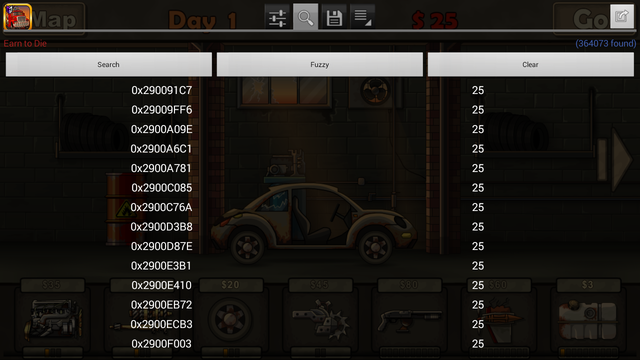 Map Day 1 $ 25 Go
Earn to Die (364073 found)
Search Fuzzy Clear
0x290091C7 25
0x29009FF6 25
0x2900A09E 25
0x2900A6C1 25
0x2900A781 25
0x2900C085 25
0x2900C76A 25
0x2900D3B8 25
0x2900D87E 25
0x2900E3B1 25
0x2900E410 25
0x2900EB72 25
0x2900ECB3 25
0x2900F003 25
$35 $20 $45 $80 $3